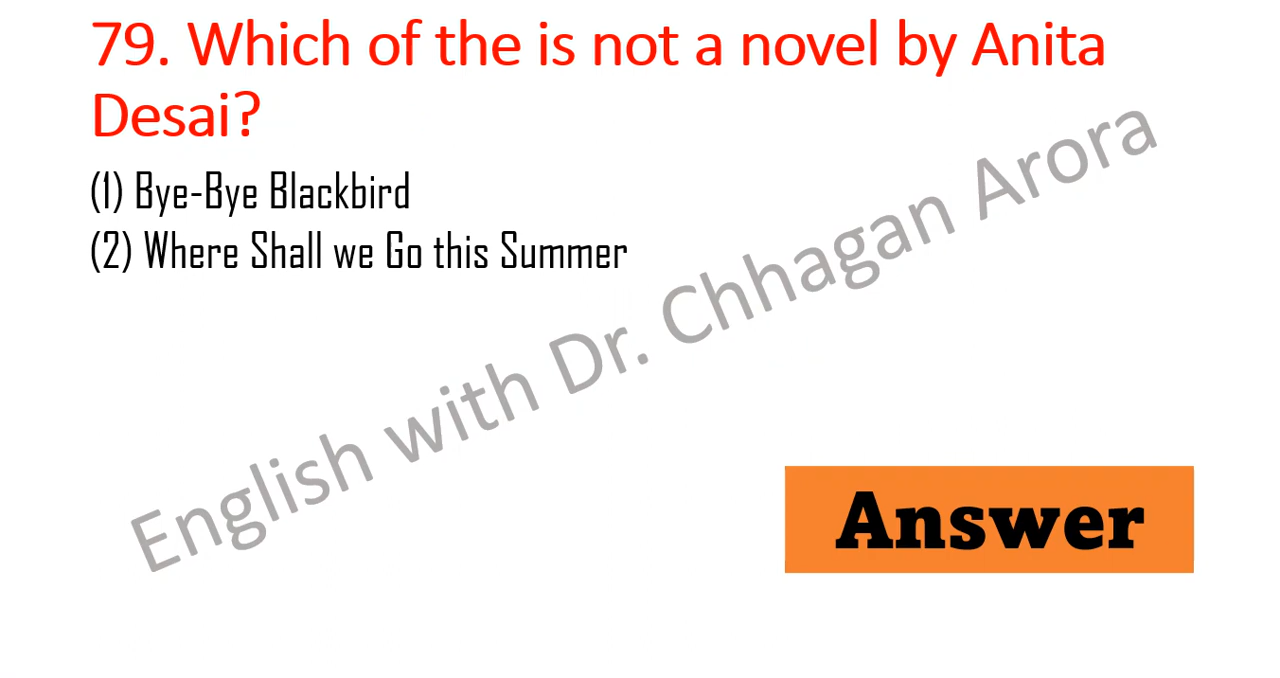 79. Which of the is not a novel by Anita
Desai?
(1) Bye-Bye Blackbird
(2) Where Shall we Go this Summer
English with Dr. Chhagan Arora
Answer